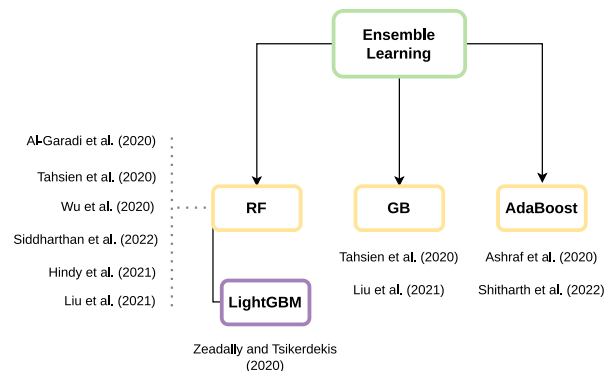 Ensemble
Learning
Al-Garadi et al. (2020)
Tahsien et al. (2020)
Wu et al. (2020)
Siddharthan et al. (2022)
Hindy et al. (2021)
Liu et al. (2021)
RF
GB
AdaBoost
Tahsien et al. (2020)
Liu et al. (2021)
Ashraf et al. (2020)
Shitharth et al. (2022)
LightGBM
Zeadally and Tsikerdekis
(2020)